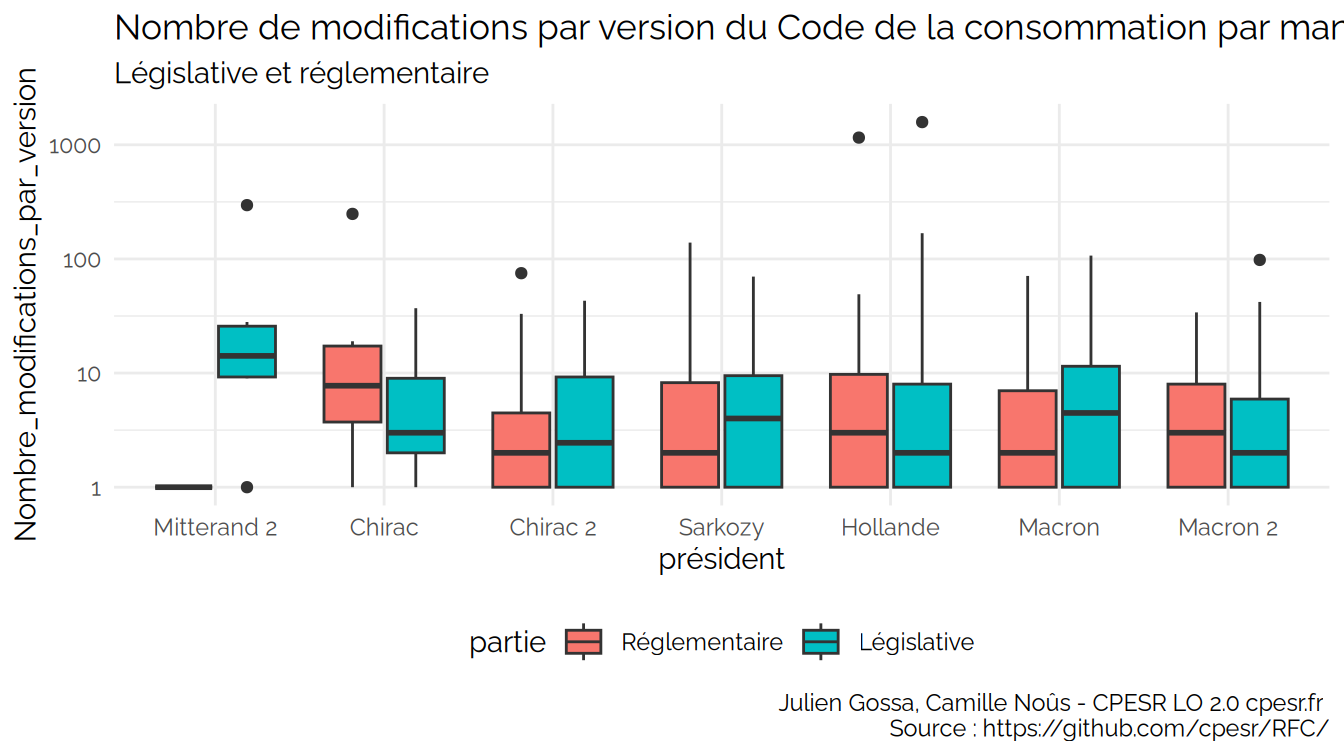 Nombre de modifications par version du Code de la consommation par
Législative et réglementaire
Nombre_modifications_par_version
1000
100
10
1
Mitterand 2 Chirac Chirac 2 Sarkozy Hollande Macron Macron 2
président
partie Réglementaire Législative
Julien Gossa, Camille Noûs - CPESR LO 2.0 cpesr.fr
Source : https://github.com/cpesr/RFC/